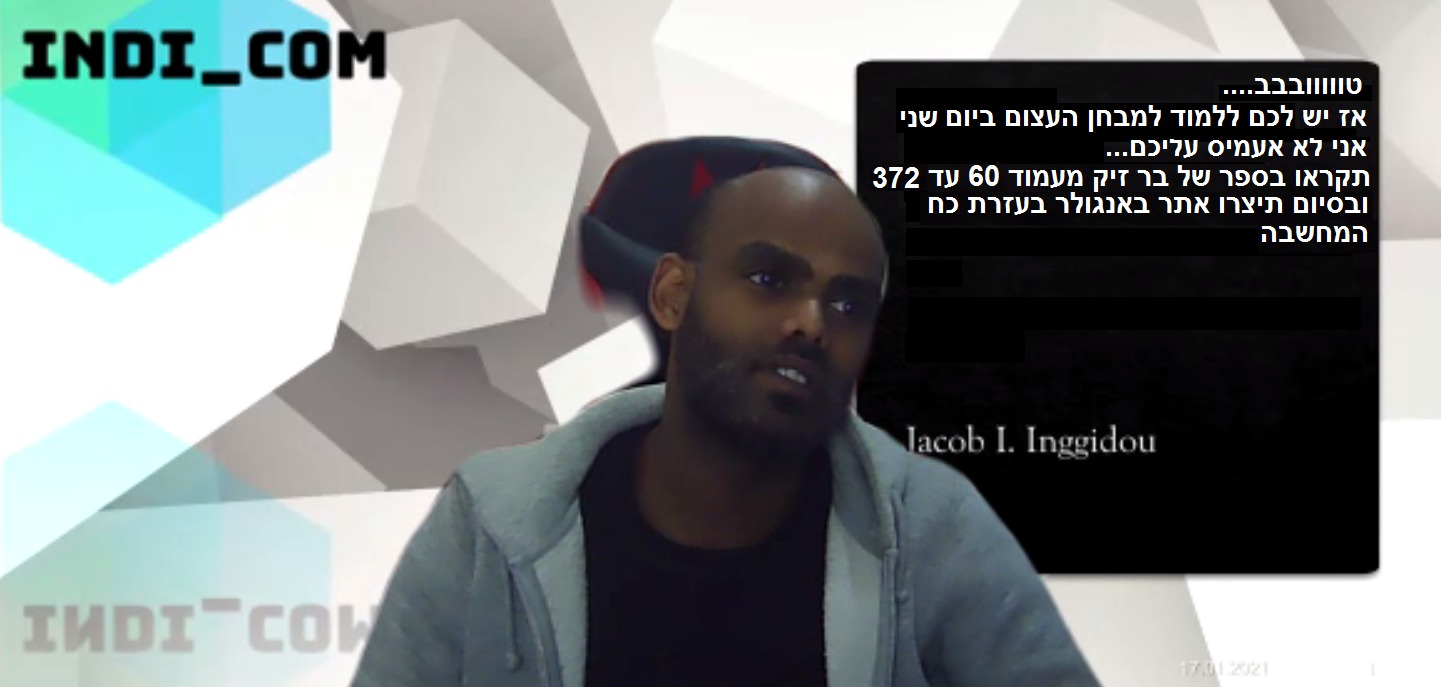 INDI_COM
טווווובבב....
אז יש לכם ללמוד למבחן העצום ביום שני
אני לא אעמיס עליכם...
תקראו בספר של בר זיק מעמוד 60 עד 372
ובסיום תיצרו אתר באנגולר בעזרת כח
המחשבה
Jacob I. Inggidou
INDI_COM
17.01.2021